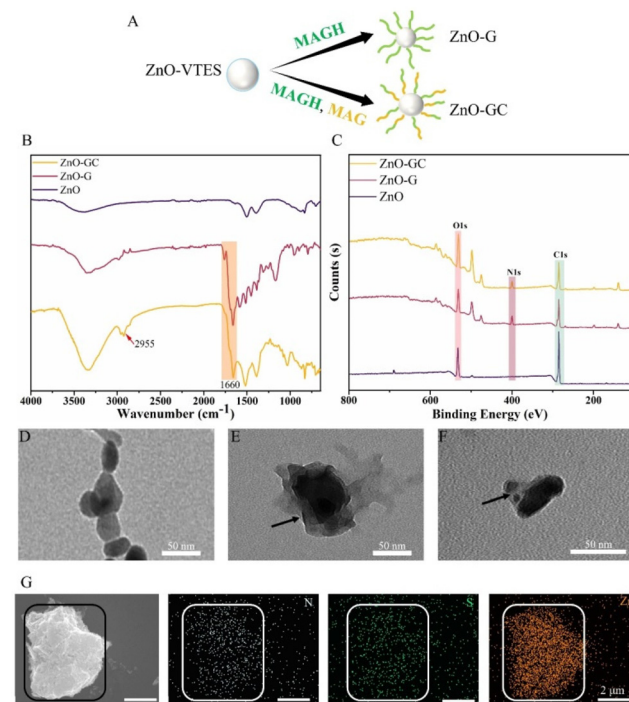 A
MAGH
ZnO-G
ZnO-VTES
MAGH, MAG
ZnO-GC
B
ZnO-GC
ZnO-G
ZnO
2955
1660
4000 3500 3000 2500 2000 1500 1000
Wavenumber (cm-1)
C
ZnO-GC
ZnO-G
ZnO
O1s
N1s
C1s
Counts (s)
800 600 400 200
Binding Energy (eV)
D
50 nm
E
50 nm
F
50 nm
G
N
S
2 μm